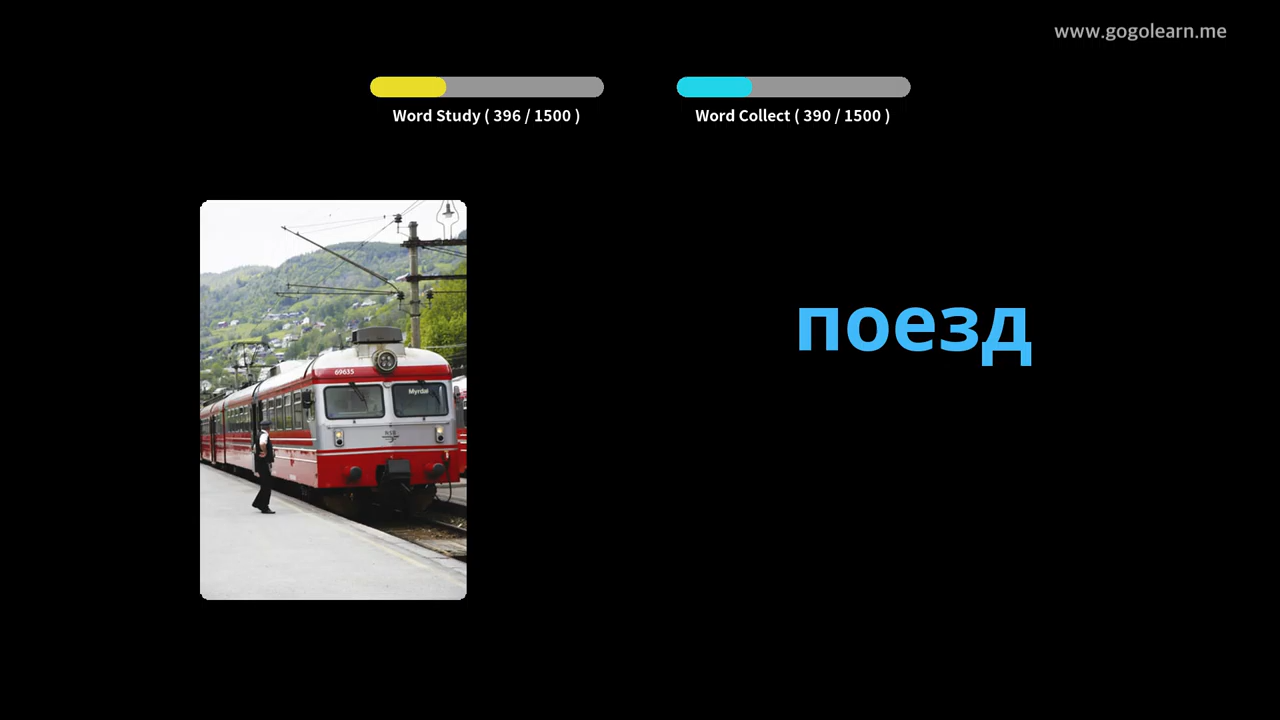 www.gogolearn.me
Word Study ( 396 / 1500 )
Word Collect ( 390 / 1500 )
поезд
69635
Myrdal
NSB